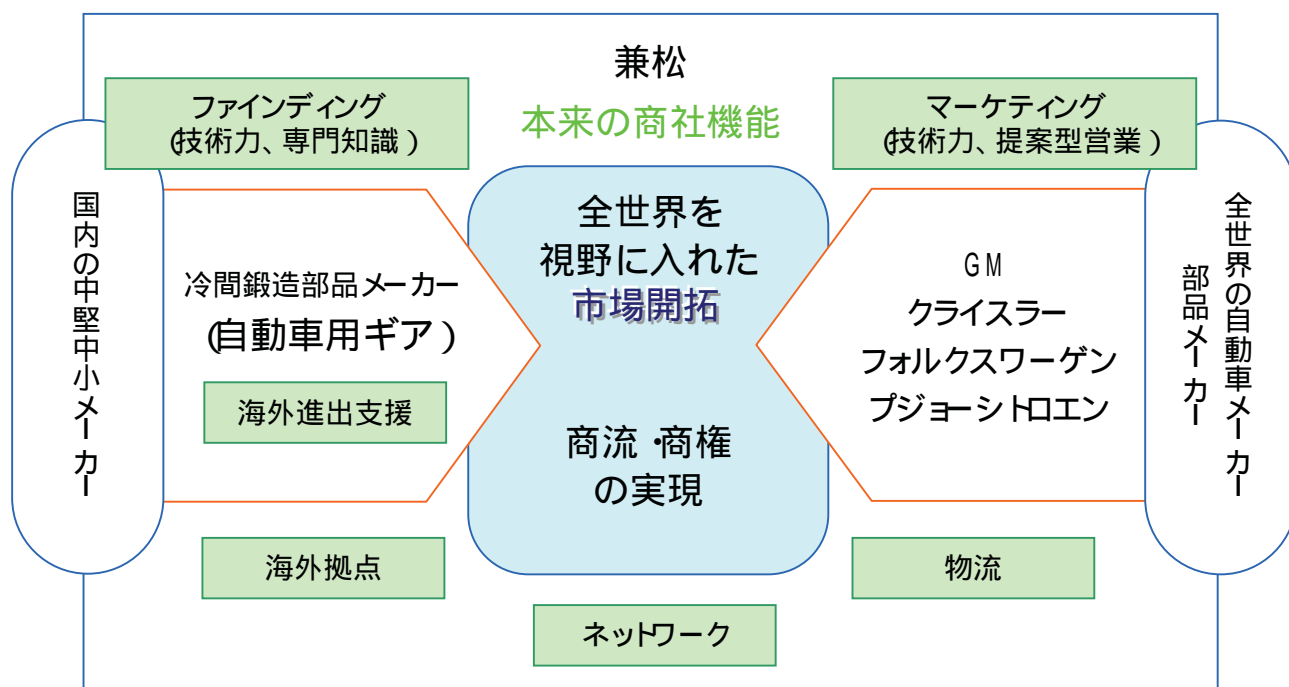 兼松
本来の商社機能
ファインディング
(技術力、専門知識)
マーケティング
(技術力、提案型営業)
国内の中堅中小メーカー
冷間鍛造部品メーカー
(自動車用ギア)
海外進出支援
全世界を
視野に入れた
市場開拓
商流・商権
の実現
GM
クライスラー
フォルクスワーゲン
プジョーシトロエン
全世界の自動車メーカー
部品メーカー
海外拠点
物流
ネットワーク